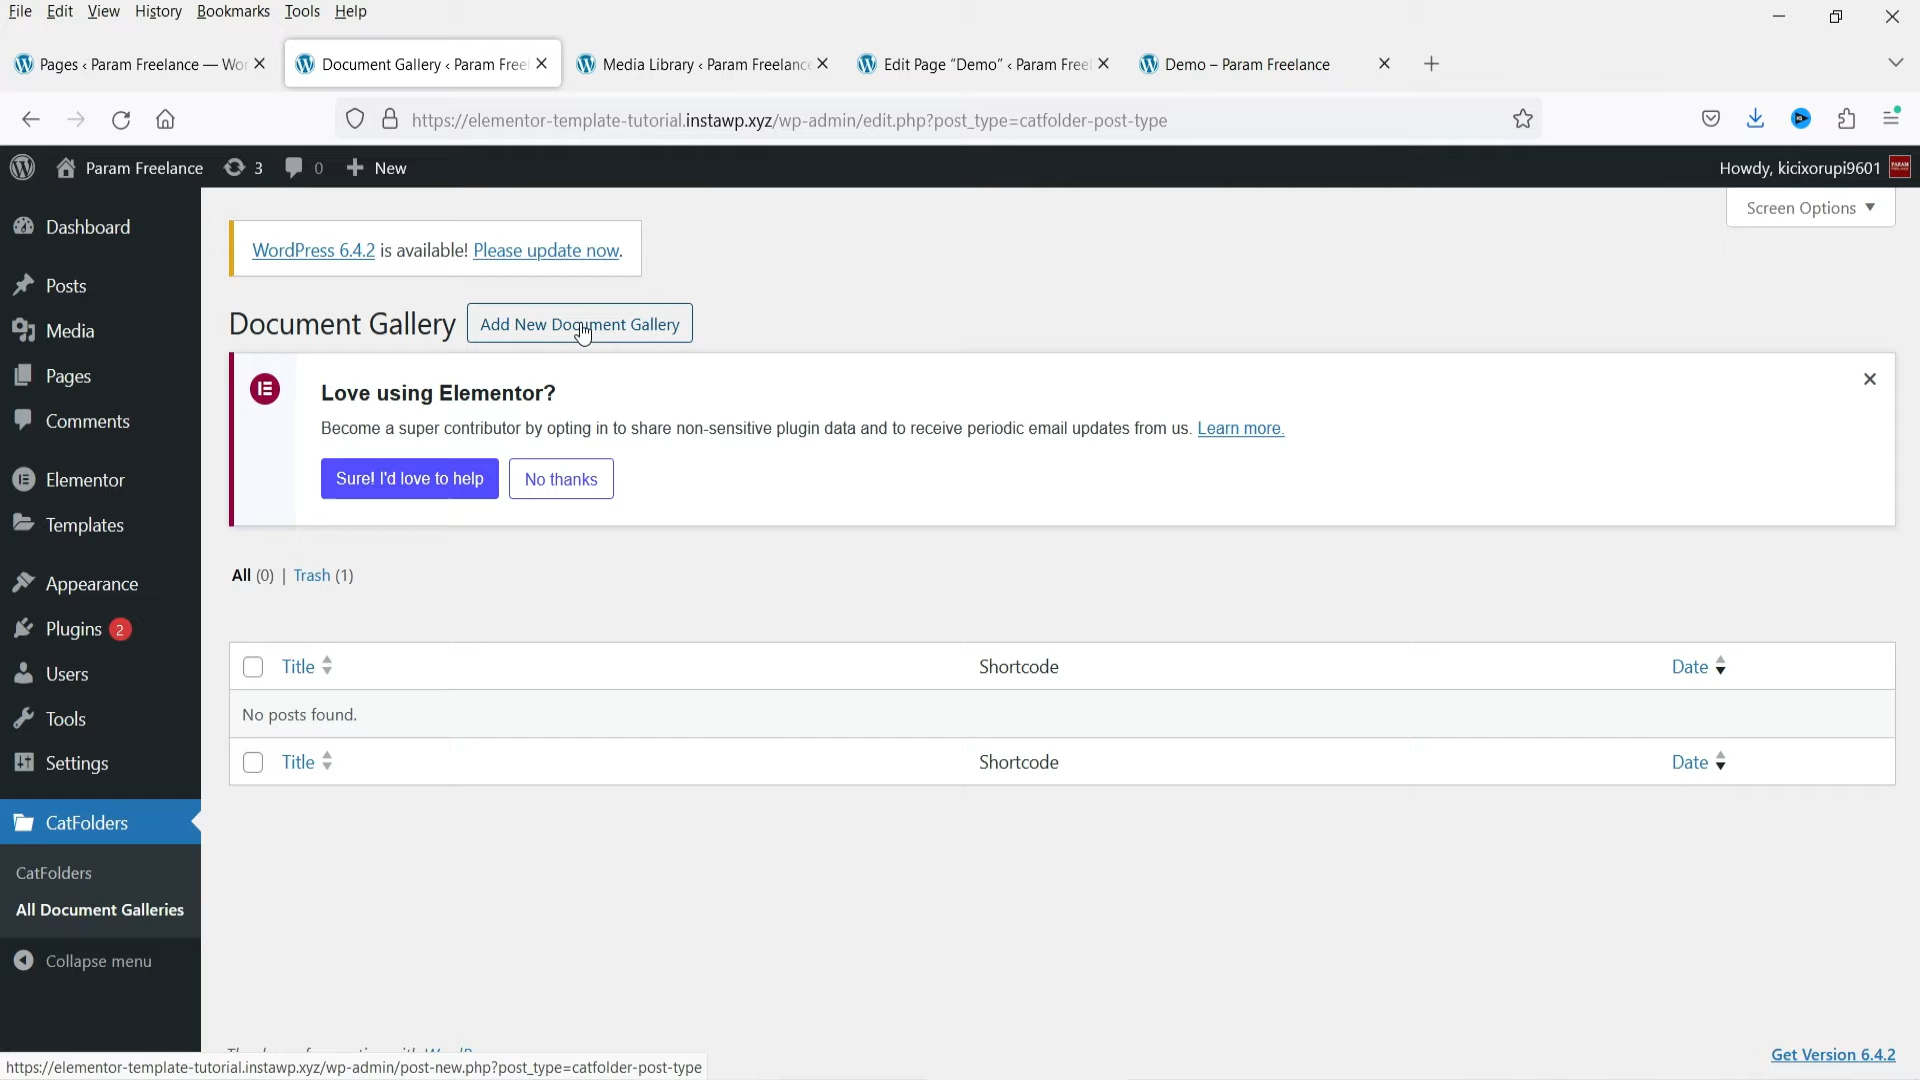 File Edit View History Bookmarks Tools Help
Pages ‹ Param Freelance — Wo
Document Gallery ‹ Param Free
Media Library ‹ Param Freelance
Edit Page "Demo" ‹ Param Free
Demo – Param Freelance
https://elementor-template-tutorial.instawp.xyz/wp-admin/edit.php?post_type=catfolder-post-type
Param Freelance 3 0 + New
Howdy, kicixorupi9601
Screen Options
Dashboard
Posts
Media
Pages
Comments
Elementor
Templates
Appearance
Plugins 2
Users
Tools
Settings
CatFolders
CatFolders
All Document Galleries
Collapse menu
WordPress 6.4.2 is available! Please update now.
Document Gallery Add New Document Gallery
Love using Elementor?
Become a super contributor by opting in to share non-sensitive plugin data and to receive periodic email updates from us. Learn more.
Sure! I'd love to help No thanks
All (0) | Trash (1)
Title Shortcode Date
No posts found.
Title Shortcode Date
Get Version 6.4.2
https://elementor-template-tutorial.instawp.xyz/wp-admin/post-new.php?post_type=catfolder-post-type